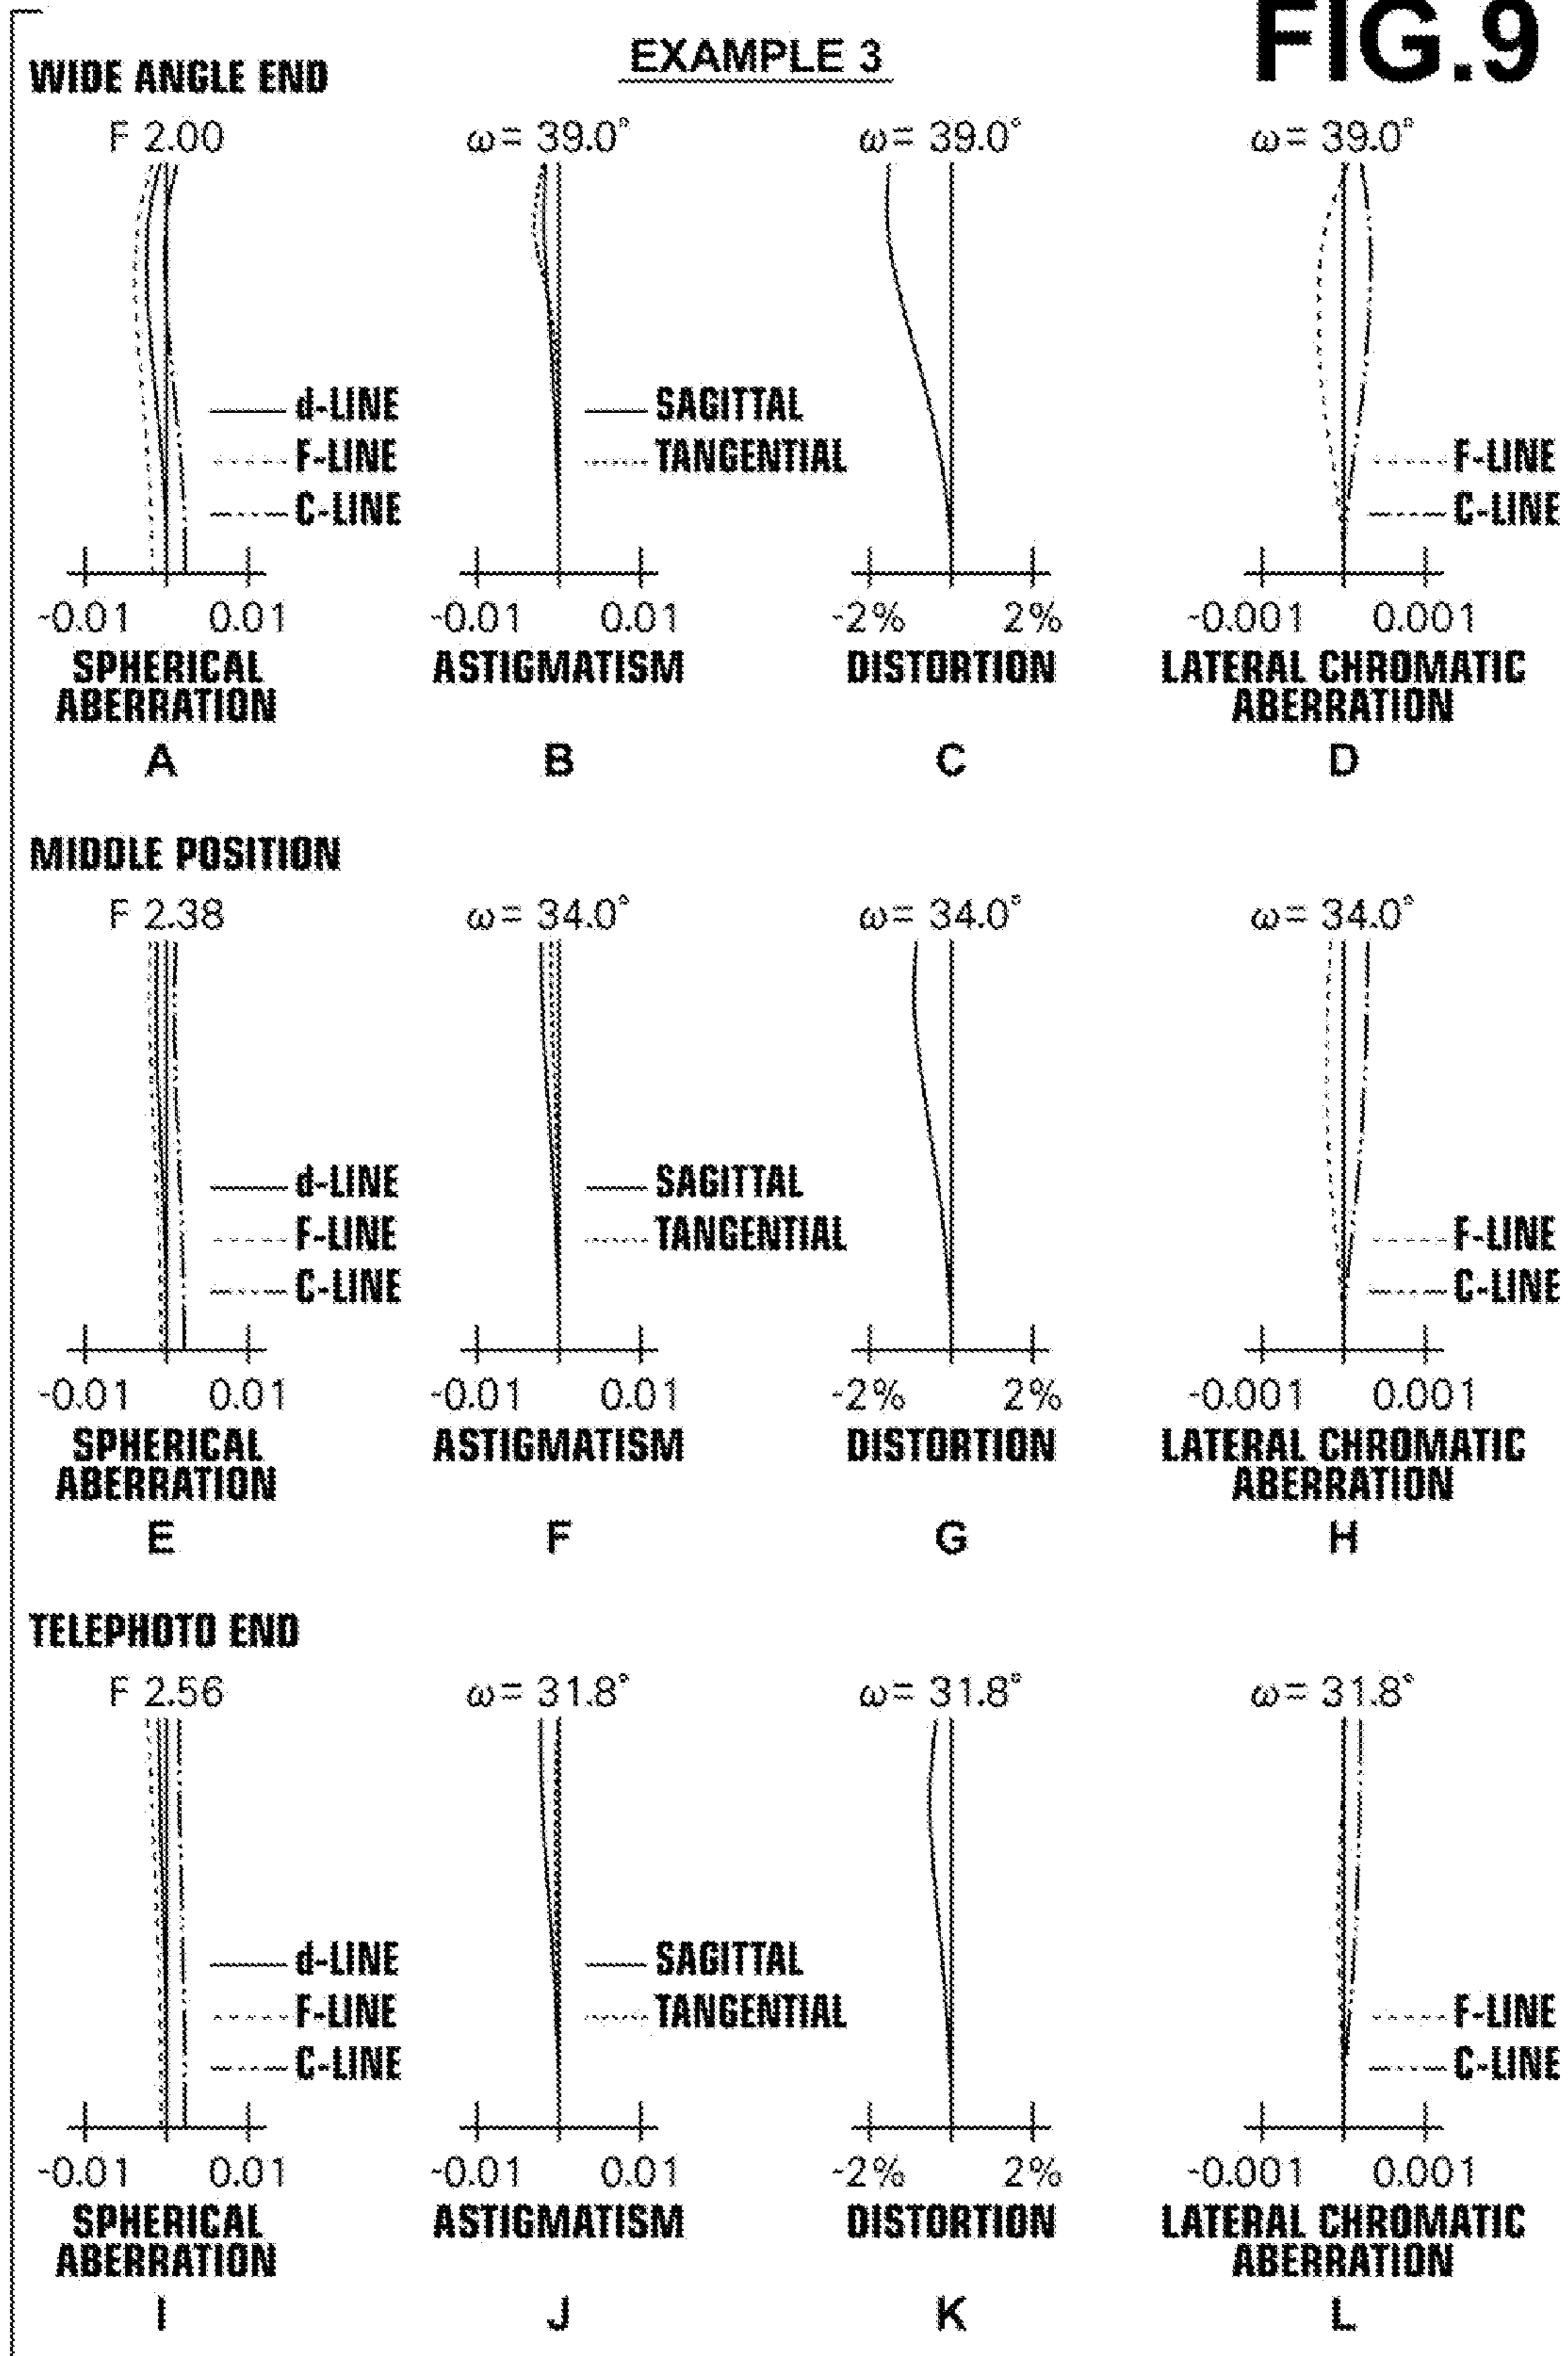 FIG.9
EXAMPLE 3
WIDE ANGLE END
F 2.00
ω= 39.0°
ω= 39.0°
ω= 39.0°
d-LINE
F-LINE
C-LINE
SAGITTAL
TANGENTIAL
F-LINE
C-LINE
-0.01 0.01
-0.01 0.01
-2% 2%
-0.001 0.001
SPHERICAL
ABERRATION
ASTIGMATISM
DISTORTION
LATERAL CHROMATIC
ABERRATION
A
B
C
D
MIDDLE POSITION
F 2.38
ω= 34.0°
ω= 34.0°
ω= 34.0°
d-LINE
F-LINE
C-LINE
SAGITTAL
TANGENTIAL
F-LINE
C-LINE
-0.01 0.01
-0.01 0.01
-2% 2%
-0.001 0.001
SPHERICAL
ABERRATION
ASTIGMATISM
DISTORTION
LATERAL CHROMATIC
ABERRATION
E
F
G
H
TELEPHOTO END
F 2.56
ω= 31.8°
ω= 31.8°
ω= 31.8°
d-LINE
F-LINE
C-LINE
SAGITTAL
TANGENTIAL
F-LINE
C-LINE
-0.01 0.01
-0.01 0.01
-2% 2%
-0.001 0.001
SPHERICAL
ABERRATION
ASTIGMATISM
DISTORTION
LATERAL CHROMATIC
ABERRATION
I
J
K
L